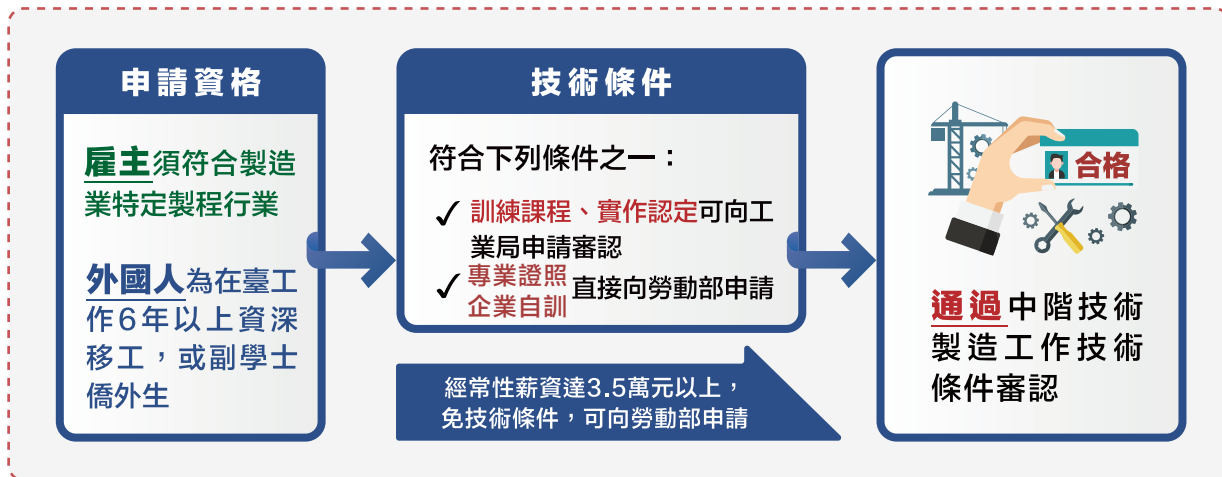 申請資格
雇主須符合製造
業特定製程行業
外國人為在臺工
作6年以上資深
移工，或副學士
僑外生
技術條件
符合下列條件之一：
✓ 訓練課程、實作認定可向工
業局申請審認
✓ 專業證照
企業自訓 直接向勞動部申請
經常性薪資達3.5萬元以上，
免技術條件，可向勞動部申請
合格
通過中階技術
製造工作技術
條件審認